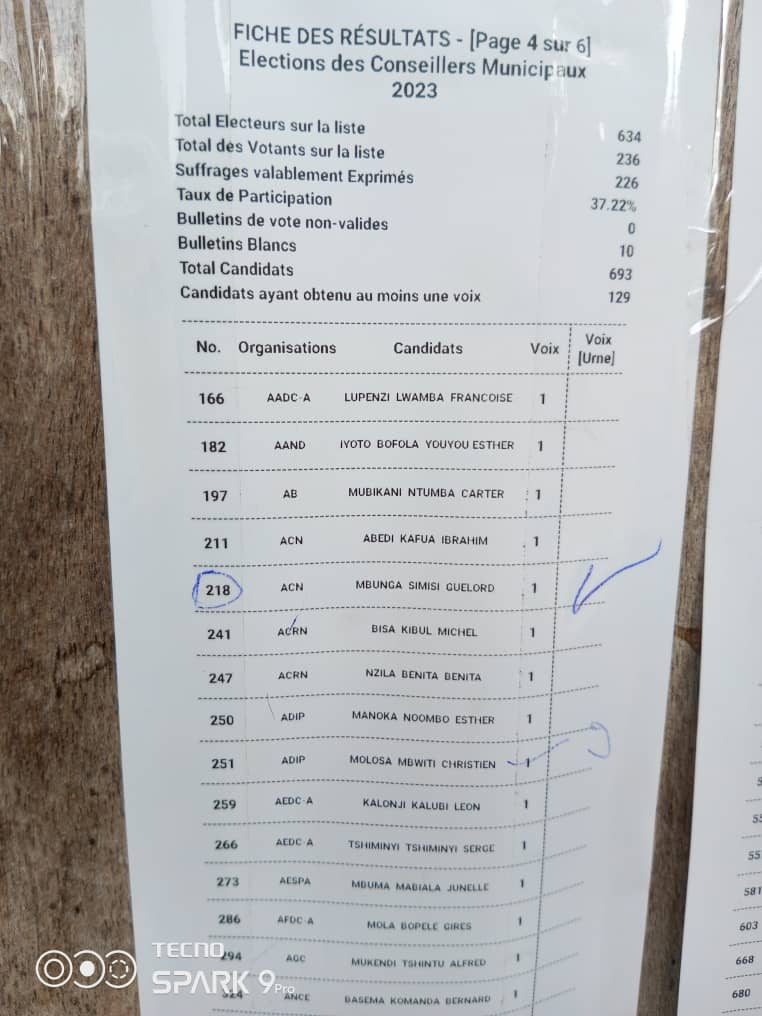 FICHE DES RÉSULTATS - [Page 4 sur 6]
Elections des Conseillers Municipaux
2023
Total Electeurs sur la liste 634
Total des Votants sur la liste 236
Suffrages valablement Exprimés 226
Taux de Participation 37.22%
Bulletins de vote non-valides 0
Bulletins Blancs 10
Total Candidats 693
Candidats ayant obtenu au moins une voix 129
No. Organisations Candidats Voix Voix [Urne]
166 AADC-A LUPENZI LWAMBA FRANCOISE 1
182 AAND IYOTO BOFOLA YOUYOU ESTHER 1
197 AB MUBIKANI NTUMBA CARTER 1
211 ACN ABEDI KAFUA IBRAHIM 1
218 ACN MBUNGA SIMISI GUELORD 1
241 ACRN BISA KIBUL MICHEL 1
247 ACRN NZILA BENITA BENITA 1
250 ADIP MANOKA NOOMBO ESTHER 1
251 ADIP MOLOSA MBWITI CHRISTIEN 1
259 AEDC-A KALONJI KALUBI LEON 1
266 AEDC-A TSHIMINYI TSHIMINYI SERGE 1
273 AESPA MBUMA MABIALA JUNELLE 1
286 AFDC-A MOLA BOPELE GIRES 1
294 AGC MUKENDI TSHINTU ALFRED 1
324 ANCE BASEMA KOMANDA BERNARD 1
581
603
668
680
TECNO
SPARK 9Pro